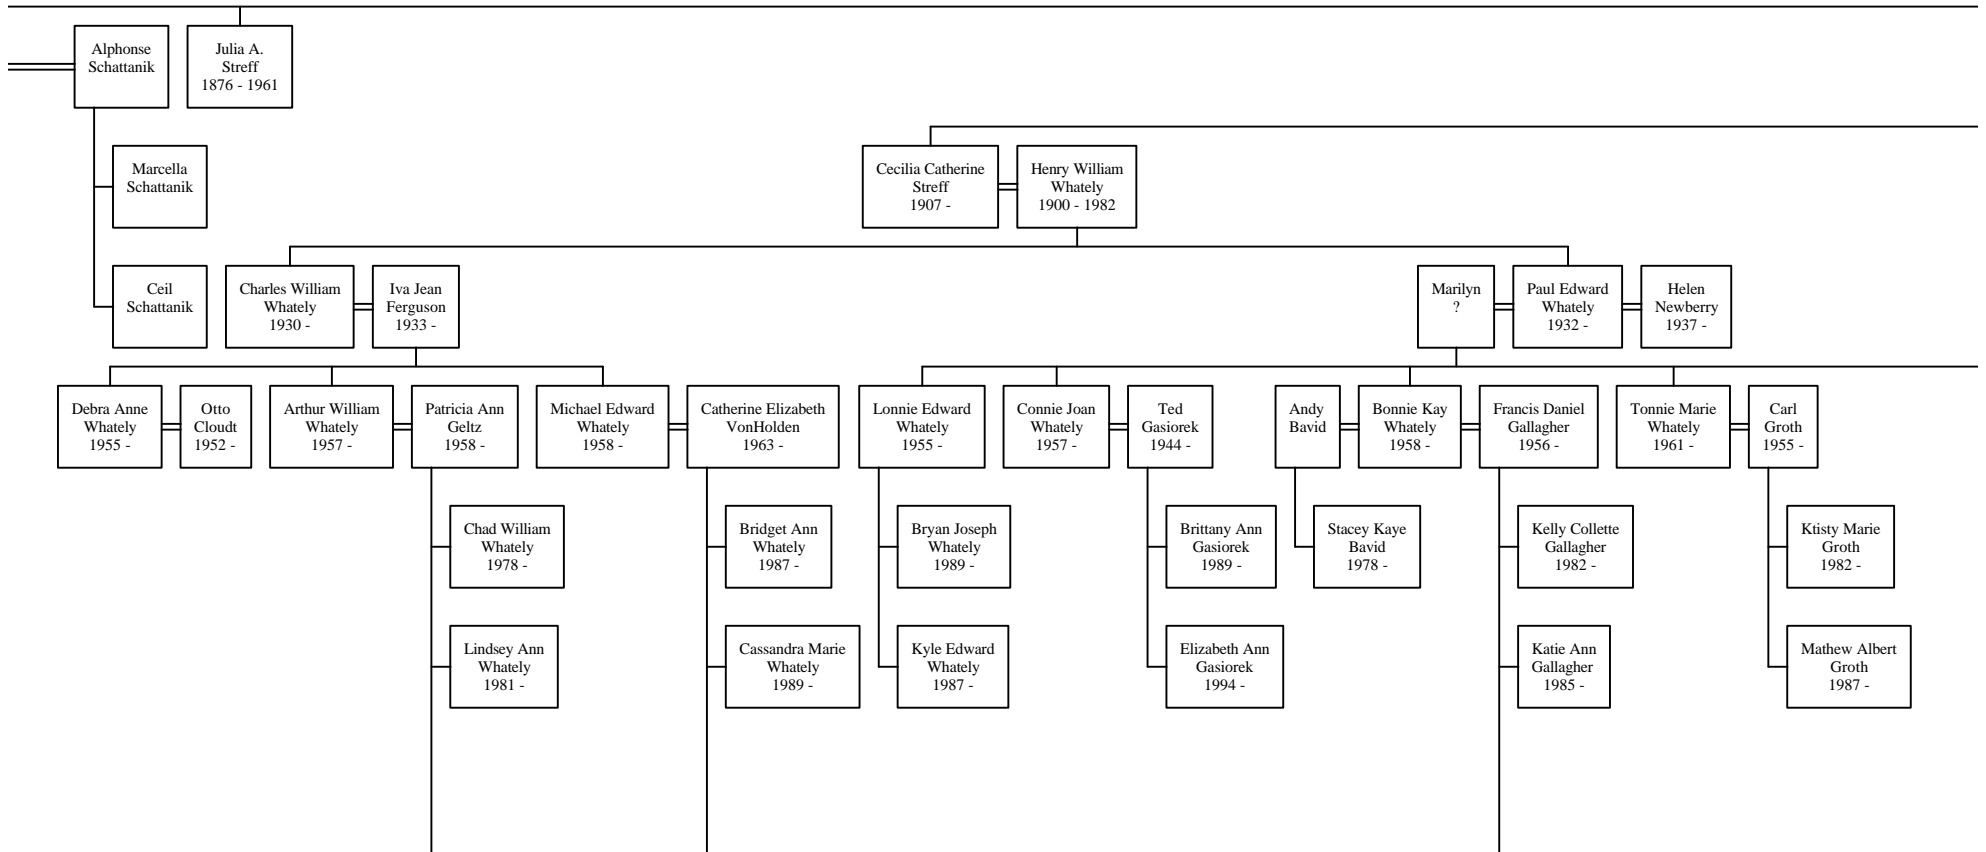 Alphonse
Schattanik
Julia A.
Streff
1876 - 1961
Marcella
Schattanik
Cecilia Catherine
Streff
1907 -
Henry William
Whately
1900 - 1982
Ceil
Schattanik
Charles William
Whately
1930 -
Iva Jean
Ferguson
1933 -
Marilyn
?
Paul Edward
Whately
1932 -
Helen
Newberry
1937 -
Debra Anne
Whately
1955 -
Otto
Cloudt
1952 -
Arthur William
Whately
1957 -
Patricia Ann
Geltz
1958 -
Michael Edward
Whately
1958 -
Catherine Elizabeth
VonHolden
1963 -
Lonnie Edward
Whately
1955 -
Connie Joan
Whately
1957 -
Ted
Gasiorek
1944 -
Andy
Bavid
Bonnie Kay
Whately
1958 -
Francis Daniel
Gallagher
1956 -
Tonnie Marie
Whately
1961 -
Carl
Groth
1955 -
Chad William
Whately
1978 -
Bridget Ann
Whately
1987 -
Bryan Joseph
Whately
1989 -
Brittany Ann
Gasiorek
1989 -
Stacey Kaye
Bavid
1978 -
Kelly Collette
Gallagher
1982 -
Ktisty Marie
Groth
1982 -
Lindsey Ann
Whately
1981 -
Cassandra Marie
Whately
1989 -
Kyle Edward
Whately
1987 -
Elizabeth Ann
Gasiorek
1994 -
Katie Ann
Gallagher
1985 -
Mathew Albert
Groth
1987 -